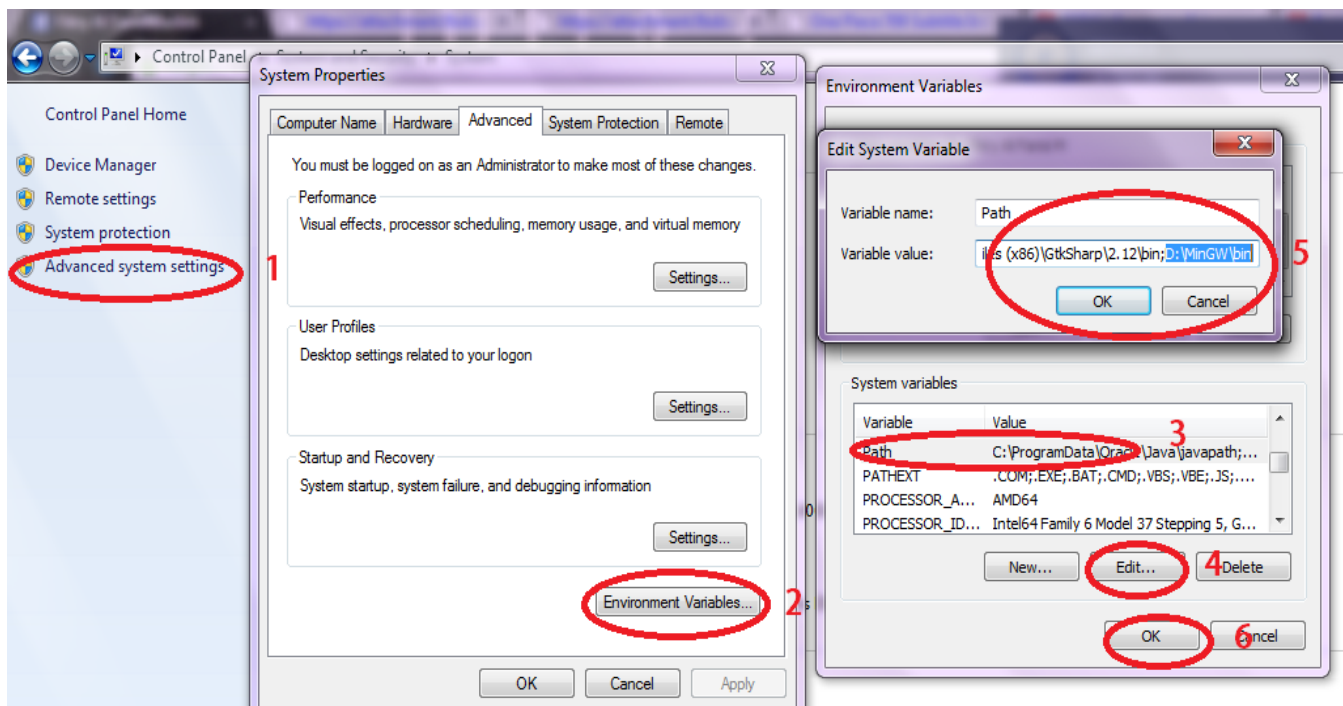 Control Panel
Control Panel Home
Device Manager
Remote settings
System protection
Advanced system settings
1
System Properties
Computer Name
Hardware
Advanced
System Protection
Remote
You must be logged on as an Administrator to make most of these changes.
Performance
Visual effects, processor scheduling, memory usage, and virtual memory
Settings...
User Profiles
Desktop settings related to your logon
Settings...
Startup and Recovery
System startup, system failure, and debugging information
Settings...
Environment Variables...
2
OK
Cancel
Apply
Environment Variables
Edit System Variable
Variable name:
Path
Variable value:
iles (x86)\GtkSharp\2.12\bin;D:\MinGW\bin
5
OK
Cancel
System variables
Variable
Value
3
Path
C:\ProgramData\Oracle\Java\javapath;...
PATHEXT
.COM;.EXE;.BAT;.CMD;.VBS;.VBE;.JS;....
PROCESSOR_A...
AMD64
PROCESSOR_ID...
Intel64 Family 6 Model 37 Stepping 5, G...
New...
Edit...
4
Delete
OK
6
Cancel